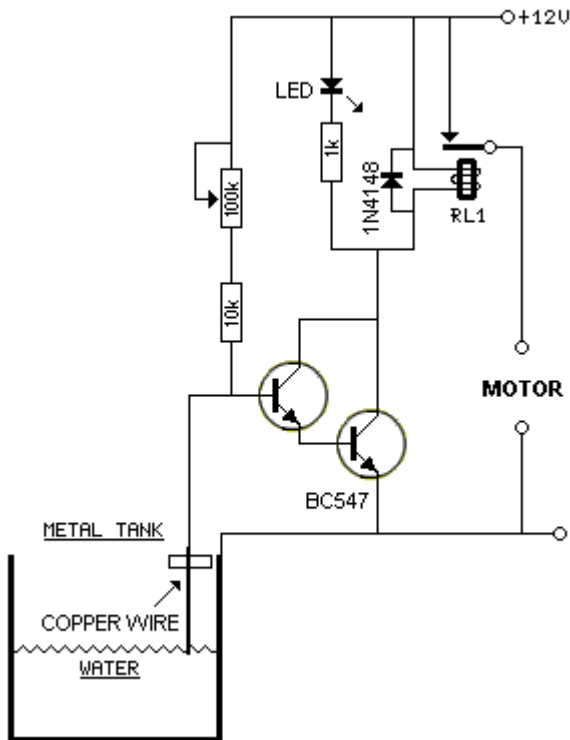 +12V
LED
1k
1N4148
RL1
100k
10k
MOTOR
BC547
METAL TANK
COPPER WIRE
WATER